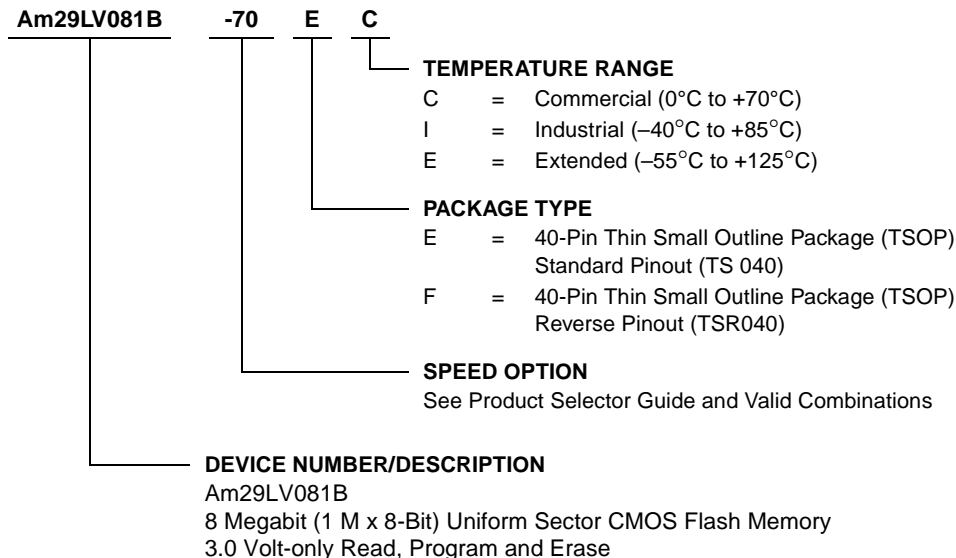 Am29LV081B -70 E C
TEMPERATURE RANGE
C = Commercial (0°C to +70°C)
I = Industrial (–40°C to +85°C)
E = Extended (–55°C to +125°C)
PACKAGE TYPE
E = 40-Pin Thin Small Outline Package (TSOP)
Standard Pinout (TS 040)
F = 40-Pin Thin Small Outline Package (TSOP)
Reverse Pinout (TSR040)
SPEED OPTION
See Product Selector Guide and Valid Combinations
DEVICE NUMBER/DESCRIPTION
Am29LV081B
8 Megabit (1 M x 8-Bit) Uniform Sector CMOS Flash Memory
3.0 Volt-only Read, Program and Erase